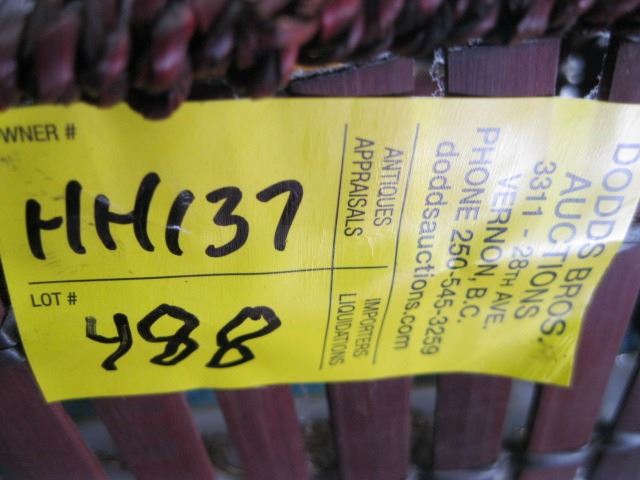 WNER #
HH137
LOT #
488
ANTIQUES
APPRAISALS
IMPORTERS
LIQUIDATIONS
DODDS BROS.
AUCTIONS
3311 - 28TH AVE.
VERNON, B.C.
PHONE 250-545-3259
doddsauctions.com